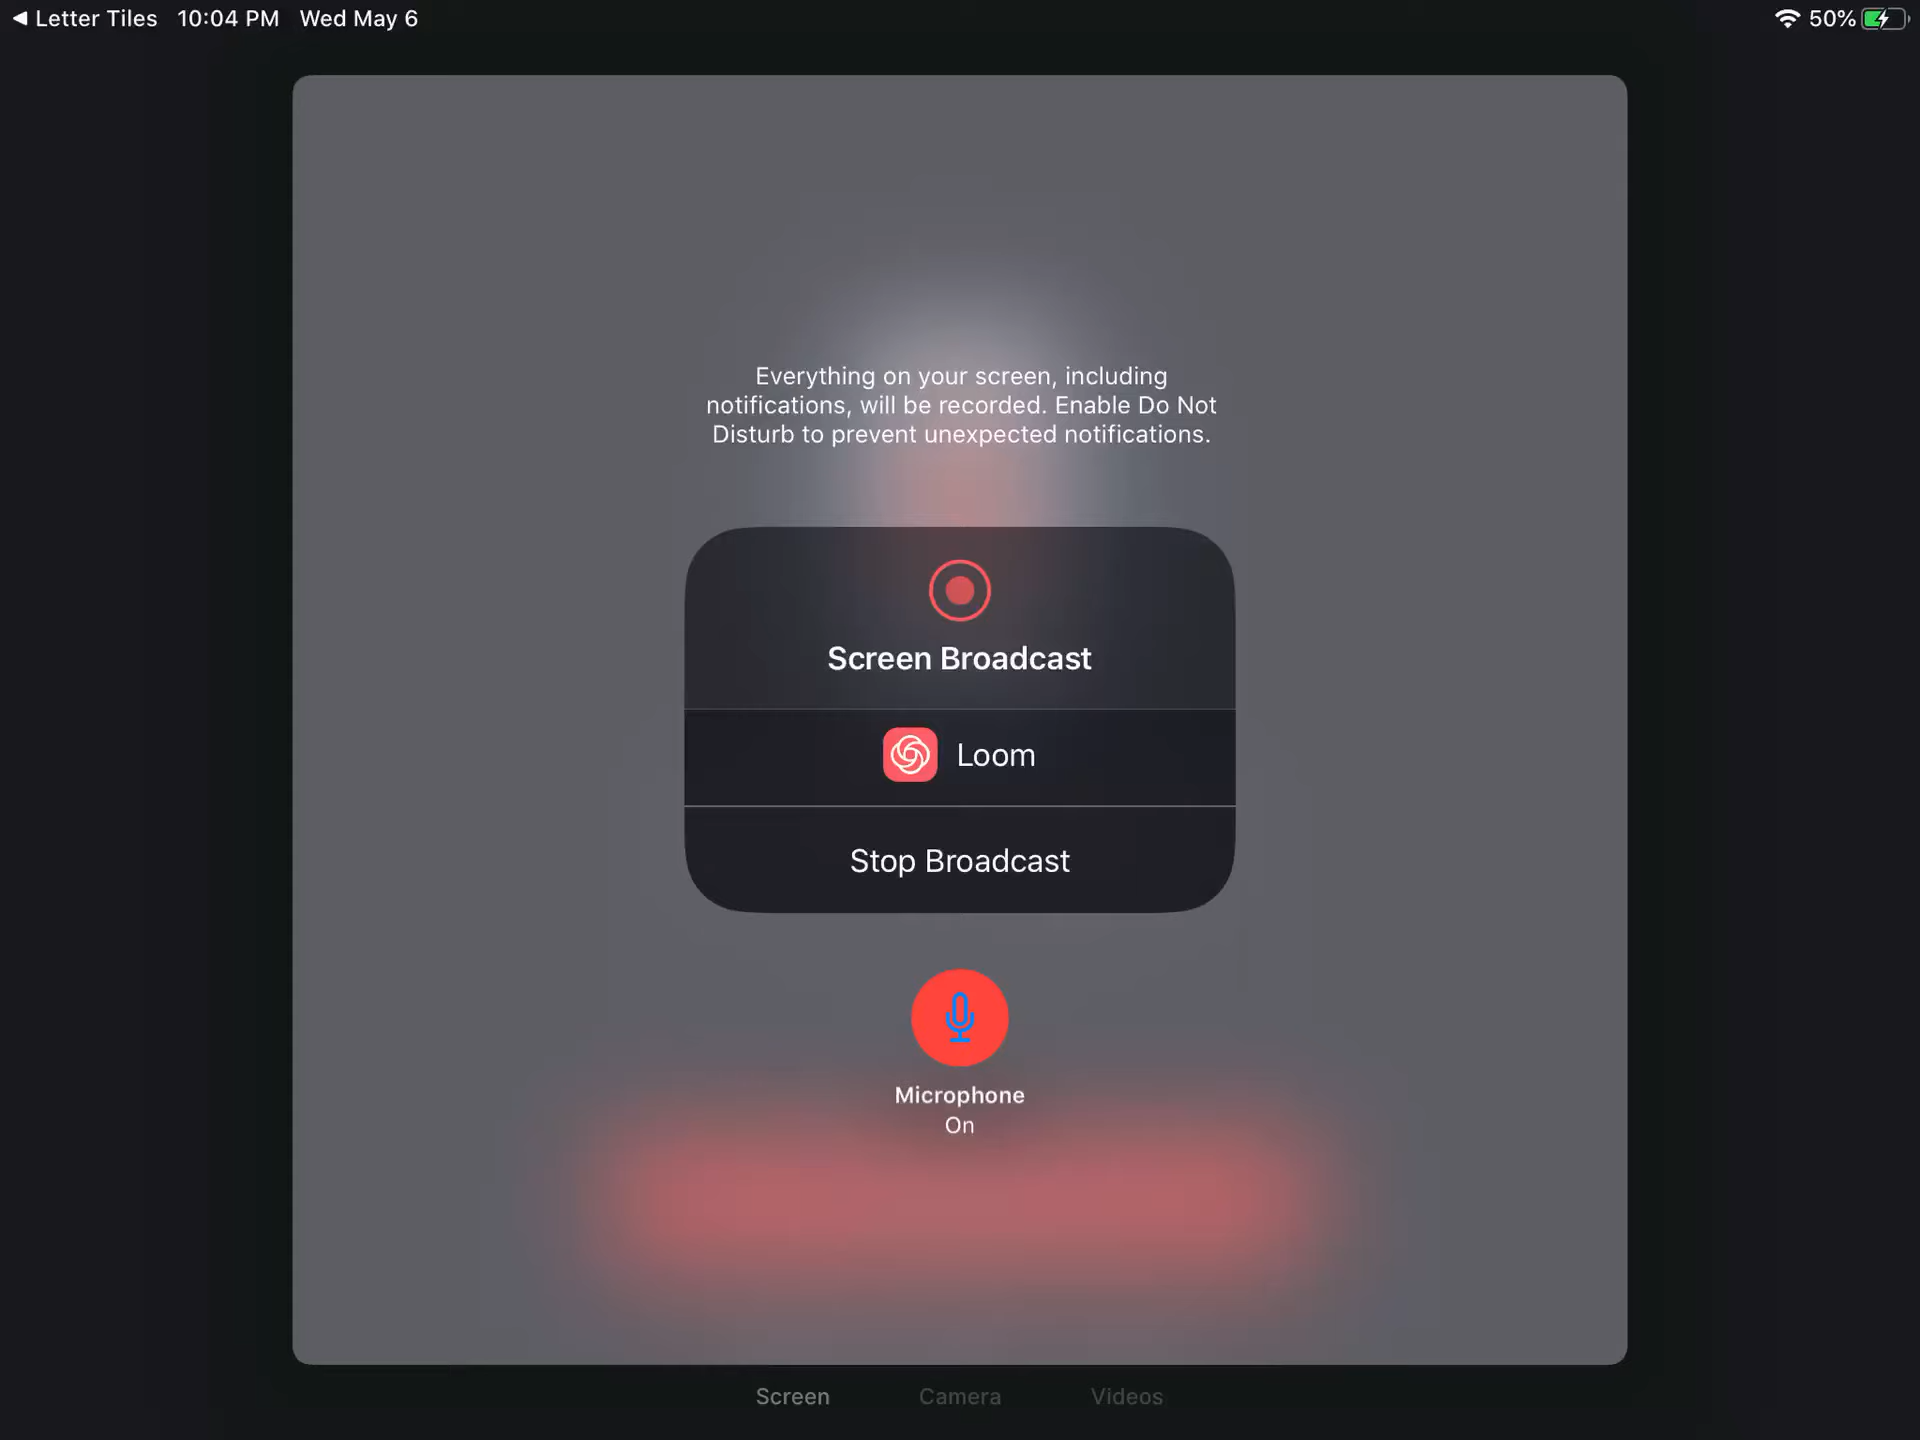 Letter Tiles 10:04 PM Wed May 6 50%
Everything on your screen, including
notifications, will be recorded. Enable Do Not
Disturb to prevent unexpected notifications.
Screen Broadcast
Loom
Stop Broadcast
Microphone
On
Screen Camera Videos